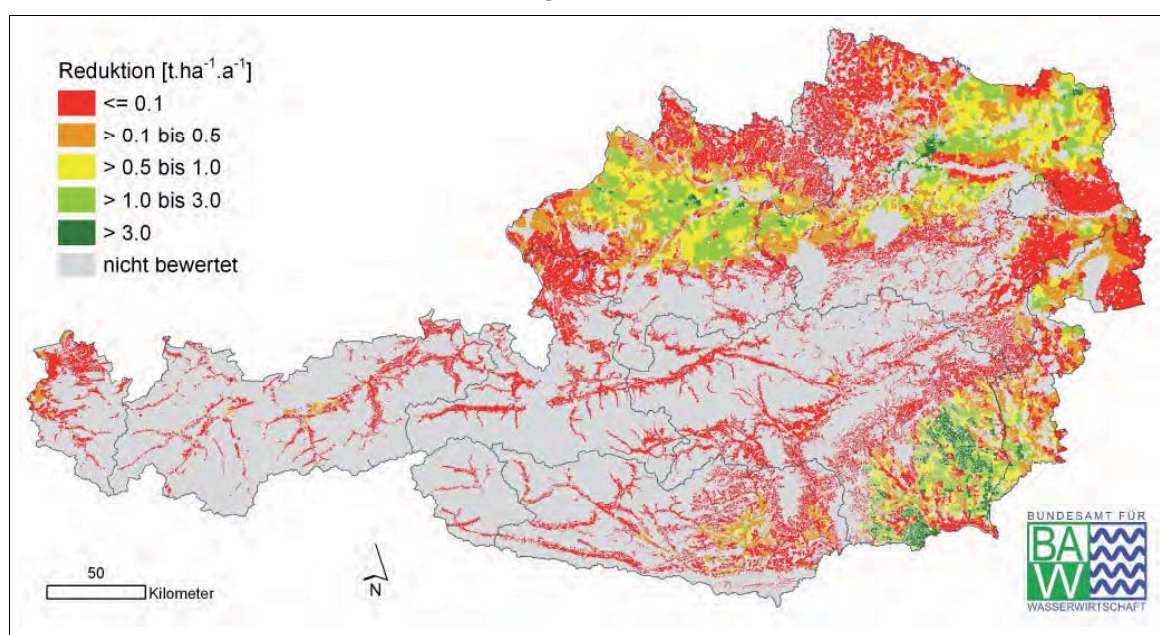 Reduktion [t.ha⁻¹.a⁻¹]
<= 0.1
> 0.1 bis 0.5
> 0.5 bis 1.0
> 1.0 bis 3.0
> 3.0
nicht bewertet
50
Kilometer
N
BUNDESAMT FÜR
BA
W
WASSERWIRTSCHAFT